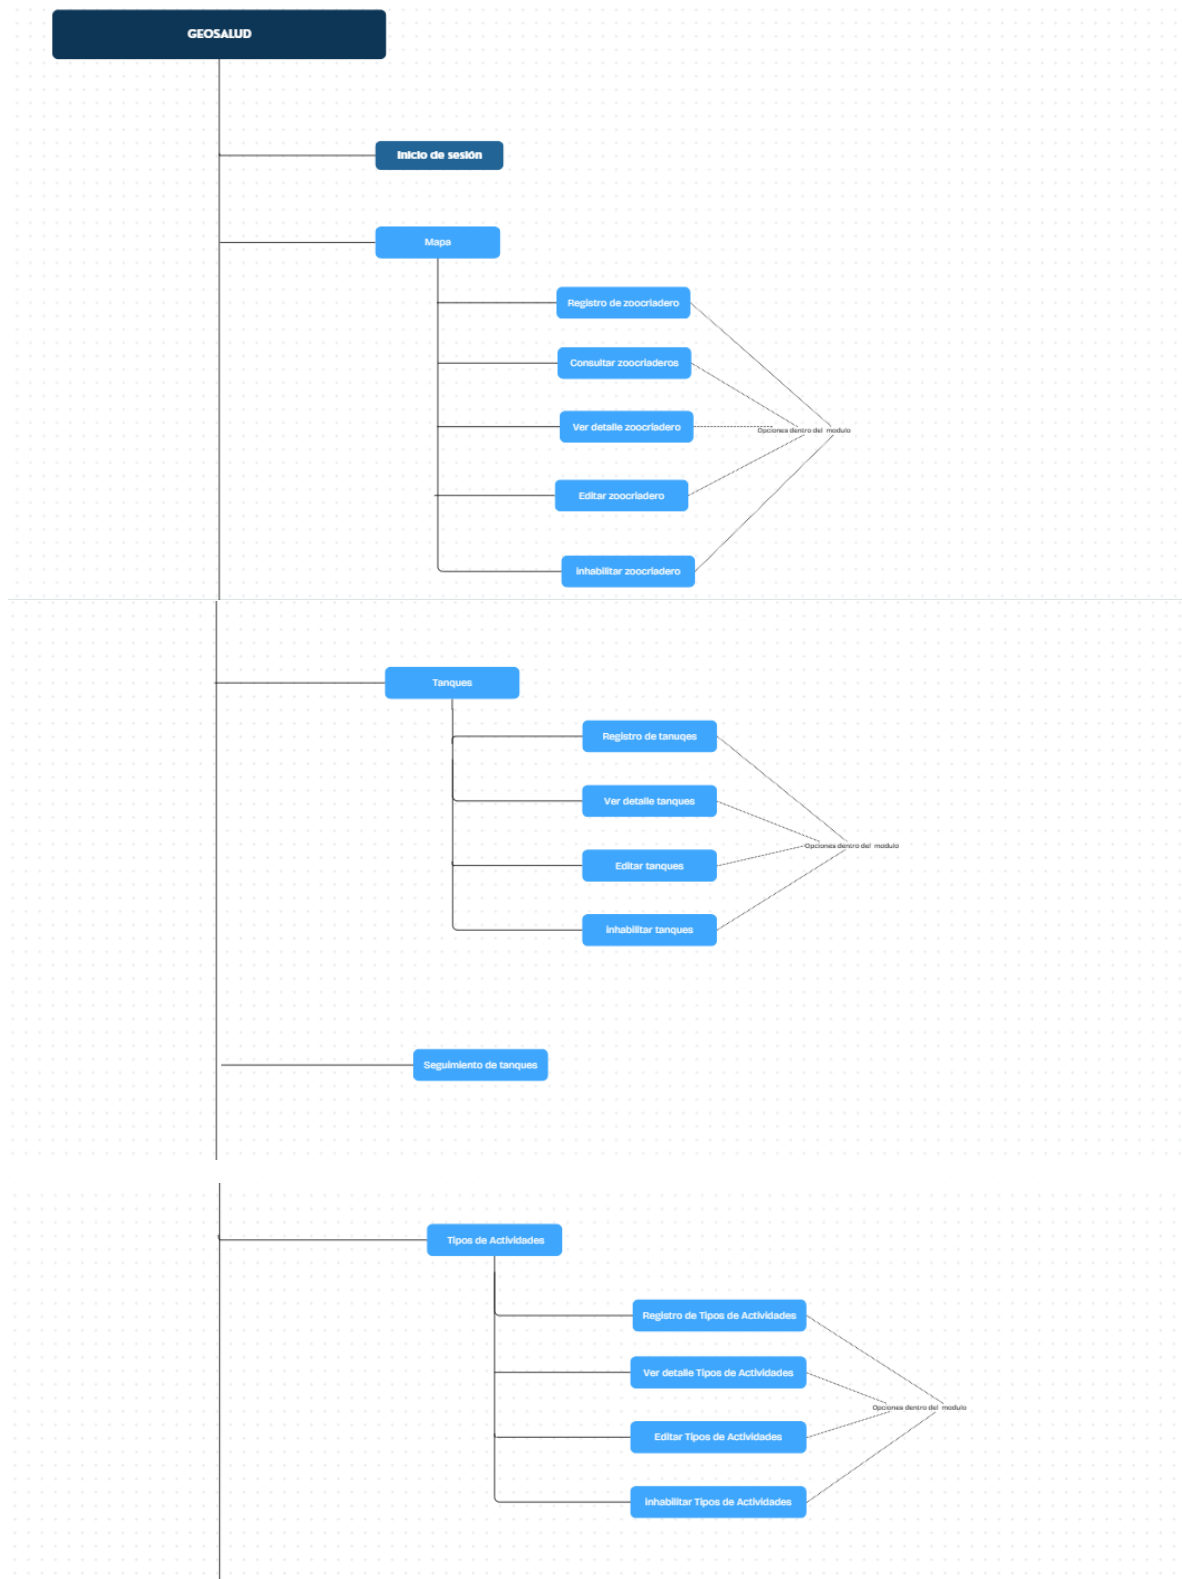 GEOSALUD
Inicio de sesión
Mapa
Registro de zoocriadero
Consultar zoocriaderos
Ver detalle zoocriadero
Opciones dentro del modulo
Editar zoocriadero
inhabilitar zoocriadero
Tanques
Registro de tanuqes
Ver detalle tanques
Opciones dentro del modulo
Editar tanques
inhabilitar tanques
Seguimiento de tanques
Tipos de Actividades
Registro de Tipos de Actividades
Ver detalle Tipos de Actividades
Opciones dentro del modulo
Editar Tipos de Actividades
inhabilitar Tipos de Actividades